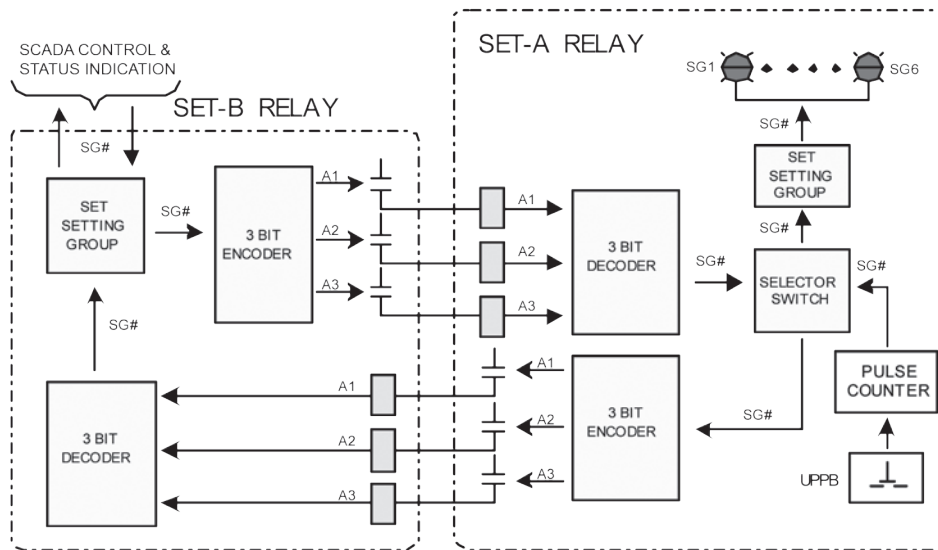 SCADA CONTROL &
STATUS INDICATION
SG#
SET-B RELAY
SET
SETTING
GROUP
SG#
3 BIT
ENCODER
A1
A2
A3
SG#
3 BIT
DECODER
A1
A2
A3
SET-A RELAY
SG1
SG6
SG#
SET
SETTING
GROUP
SG#
A1
A2
A3
3 BIT
DECODER
SG#
SELECTOR
SWITCH
SG#
A1
A2
A3
3 BIT
ENCODER
SG#
PULSE
COUNTER
UPPB